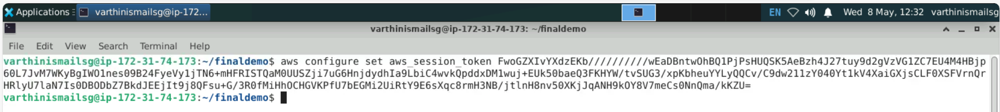 Applications varthinismailsg@ip-172... EN Wed 8 May, 12:32 varthinismailsg
varthinismailsg@ip-172-31-74-173: ~/finaldemo
File Edit View Search Terminal Help
varthinismailsg@ip-172-31-74-173:~/finaldemo$ aws configure set aws_session_token FwoGZXIvYXdzEKb//////////wEaDBntwOhBQ1PjPsHUQSK5AeBzh4J27tuy9d2gVzVG1ZC7EU4M4HBjp
60L7JvM7WKyBgIWO1nes09B24FyeVy1jTN6+mHFRISTQaM0UUSZji7uG6HnjdydhIa9LbiC4wvkQpddxDM1wuj+EUk50baeQ3FKHYW/tvSUG3/xpKbheuYYLyQQCv/C9dw211zY040Yt1kV4XaiGXjsCLF0XSFVrnQr
HRlyU7laN7Is0DBODbZ7BkdJEEjIt9j8QFsu+G/3R0fMiHhOCHGVKPfU7bEGMi2UiRtY9E6sXqc8rmH3NB/jtlnH8nv50XKjJqANH9kOY8V7meCs0NnQma/kKZU=
varthinismailsg@ip-172-31-74-173:~/finaldemo$